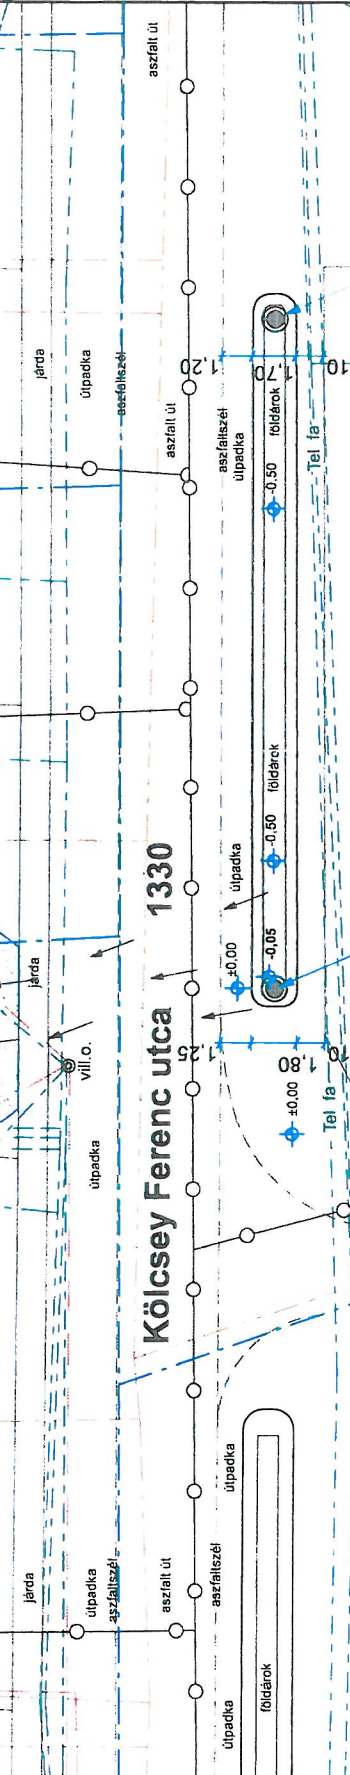 aszfalt út
járda
útpadka
aszfaltszél
aszfalt út
1,20
aszfaltszél
útpadka
1,70
földárok
-0,50
Tel fa
földárok
-0,50
útpadka
±0,00
-0,05
járda
vill.o.
útpadka
Kölcsey Ferenc utca 1330
1,25
1,80
±0,00
Tel fa
járda
útpadka
aszfaltszél
aszfalt út
aszfaltszél
útpadka
útpadka
földárok